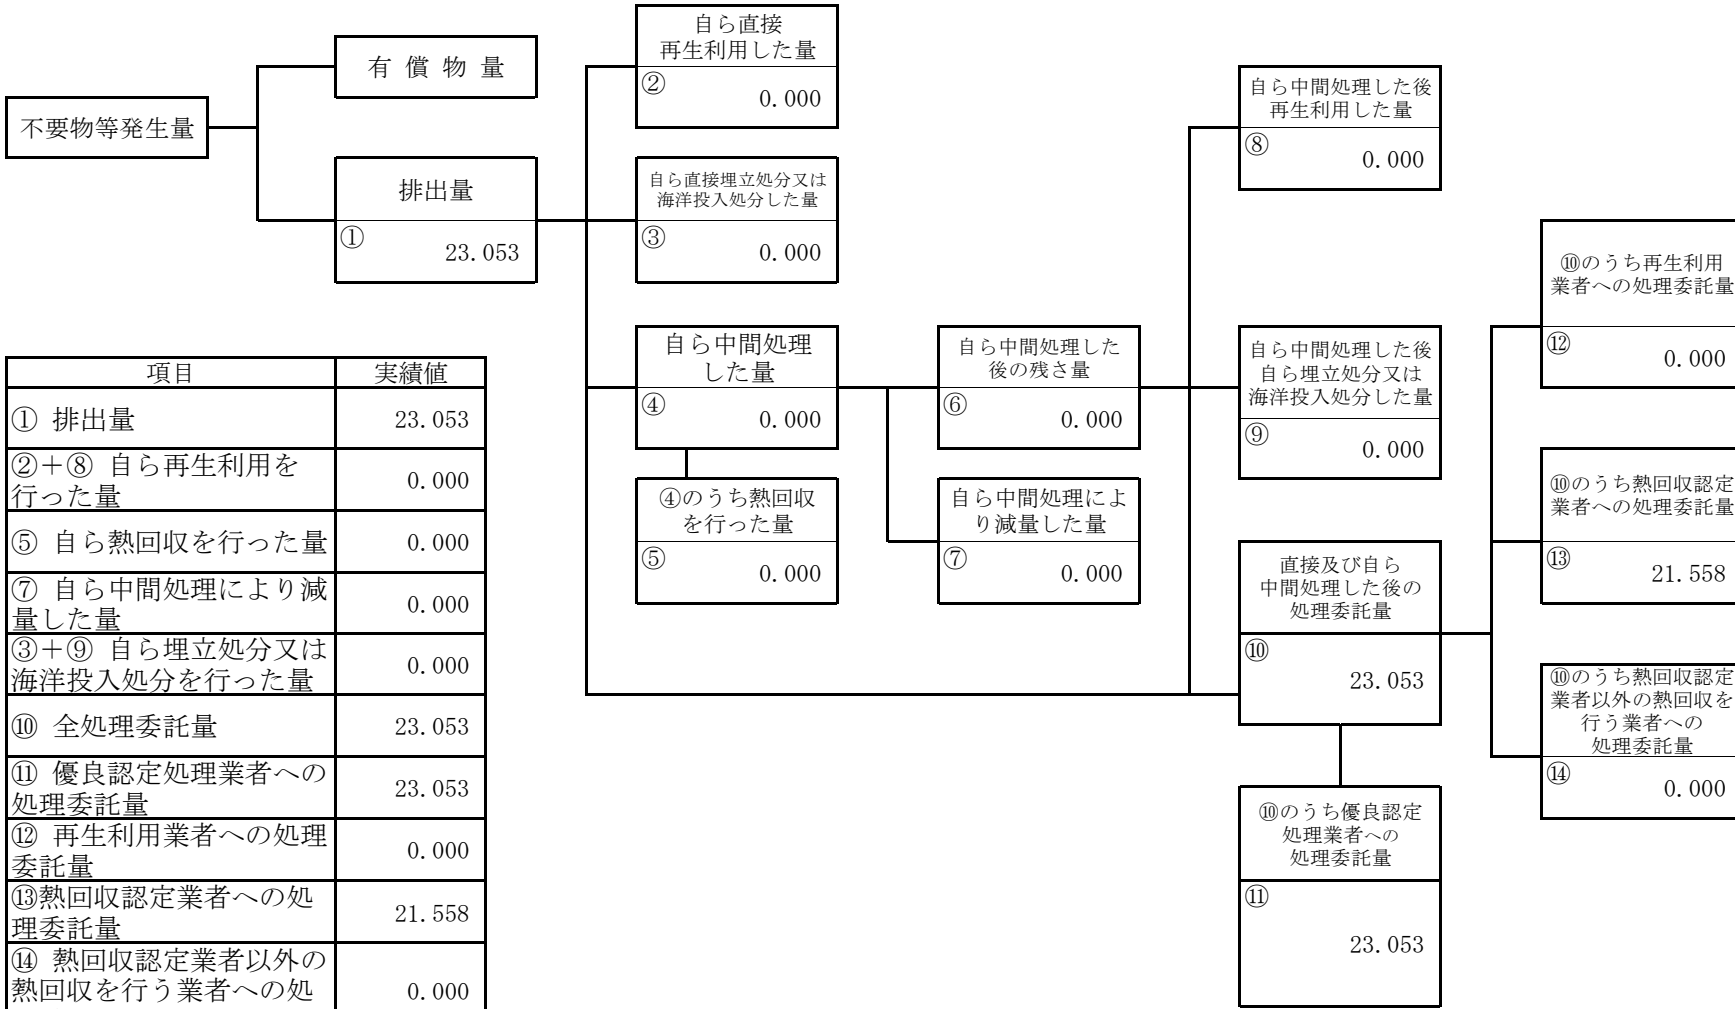 不要物等発生量
有 償 物 量
排出量
①
23.053
自ら直接
再生利用した量
②
0.000
自ら直接埋立処分又は
海洋投入処分した量
③
0.000
自ら中間処理
した量
④
0.000
④のうち熱回収
を行った量
⑤
0.000
自ら中間処理した
後の残さ量
⑥
0.000
自ら中間処理によ
り減量した量
⑦
0.000
自ら中間処理した後
再生利用した量
⑧
0.000
自ら中間処理した後
自ら埋立処分又は
海洋投入処分した量
⑨
0.000
直接及び自ら
中間処理した後の
処理委託量
⑩
23.053
⑩のうち優良認定
処理業者への
処理委託量
⑪
23.053
⑩のうち再生利用
業者への処理委託量
⑫
0.000
⑩のうち熱回収認定
業者への処理委託量
⑬
21.558
⑩のうち熱回収認定
業者以外の熱回収を
行う業者への
処理委託量
⑭
0.000
項目 実績値
① 排出量 23.053
②+⑧ 自ら再生利用を
行った量 0.000
⑤ 自ら熱回収を行った量 0.000
⑦ 自ら中間処理により減
量した量 0.000
③+⑨ 自ら埋立処分又は
海洋投入処分を行った量 0.000
⑩ 全処理委託量 23.053
⑪ 優良認定処理業者への
処理委託量 23.053
⑫ 再生利用業者への処理
委託量 0.000
⑬熱回収認定業者への処
理委託量 21.558
⑭ 熱回収認定業者以外の
熱回収を行う業者への処 0.000